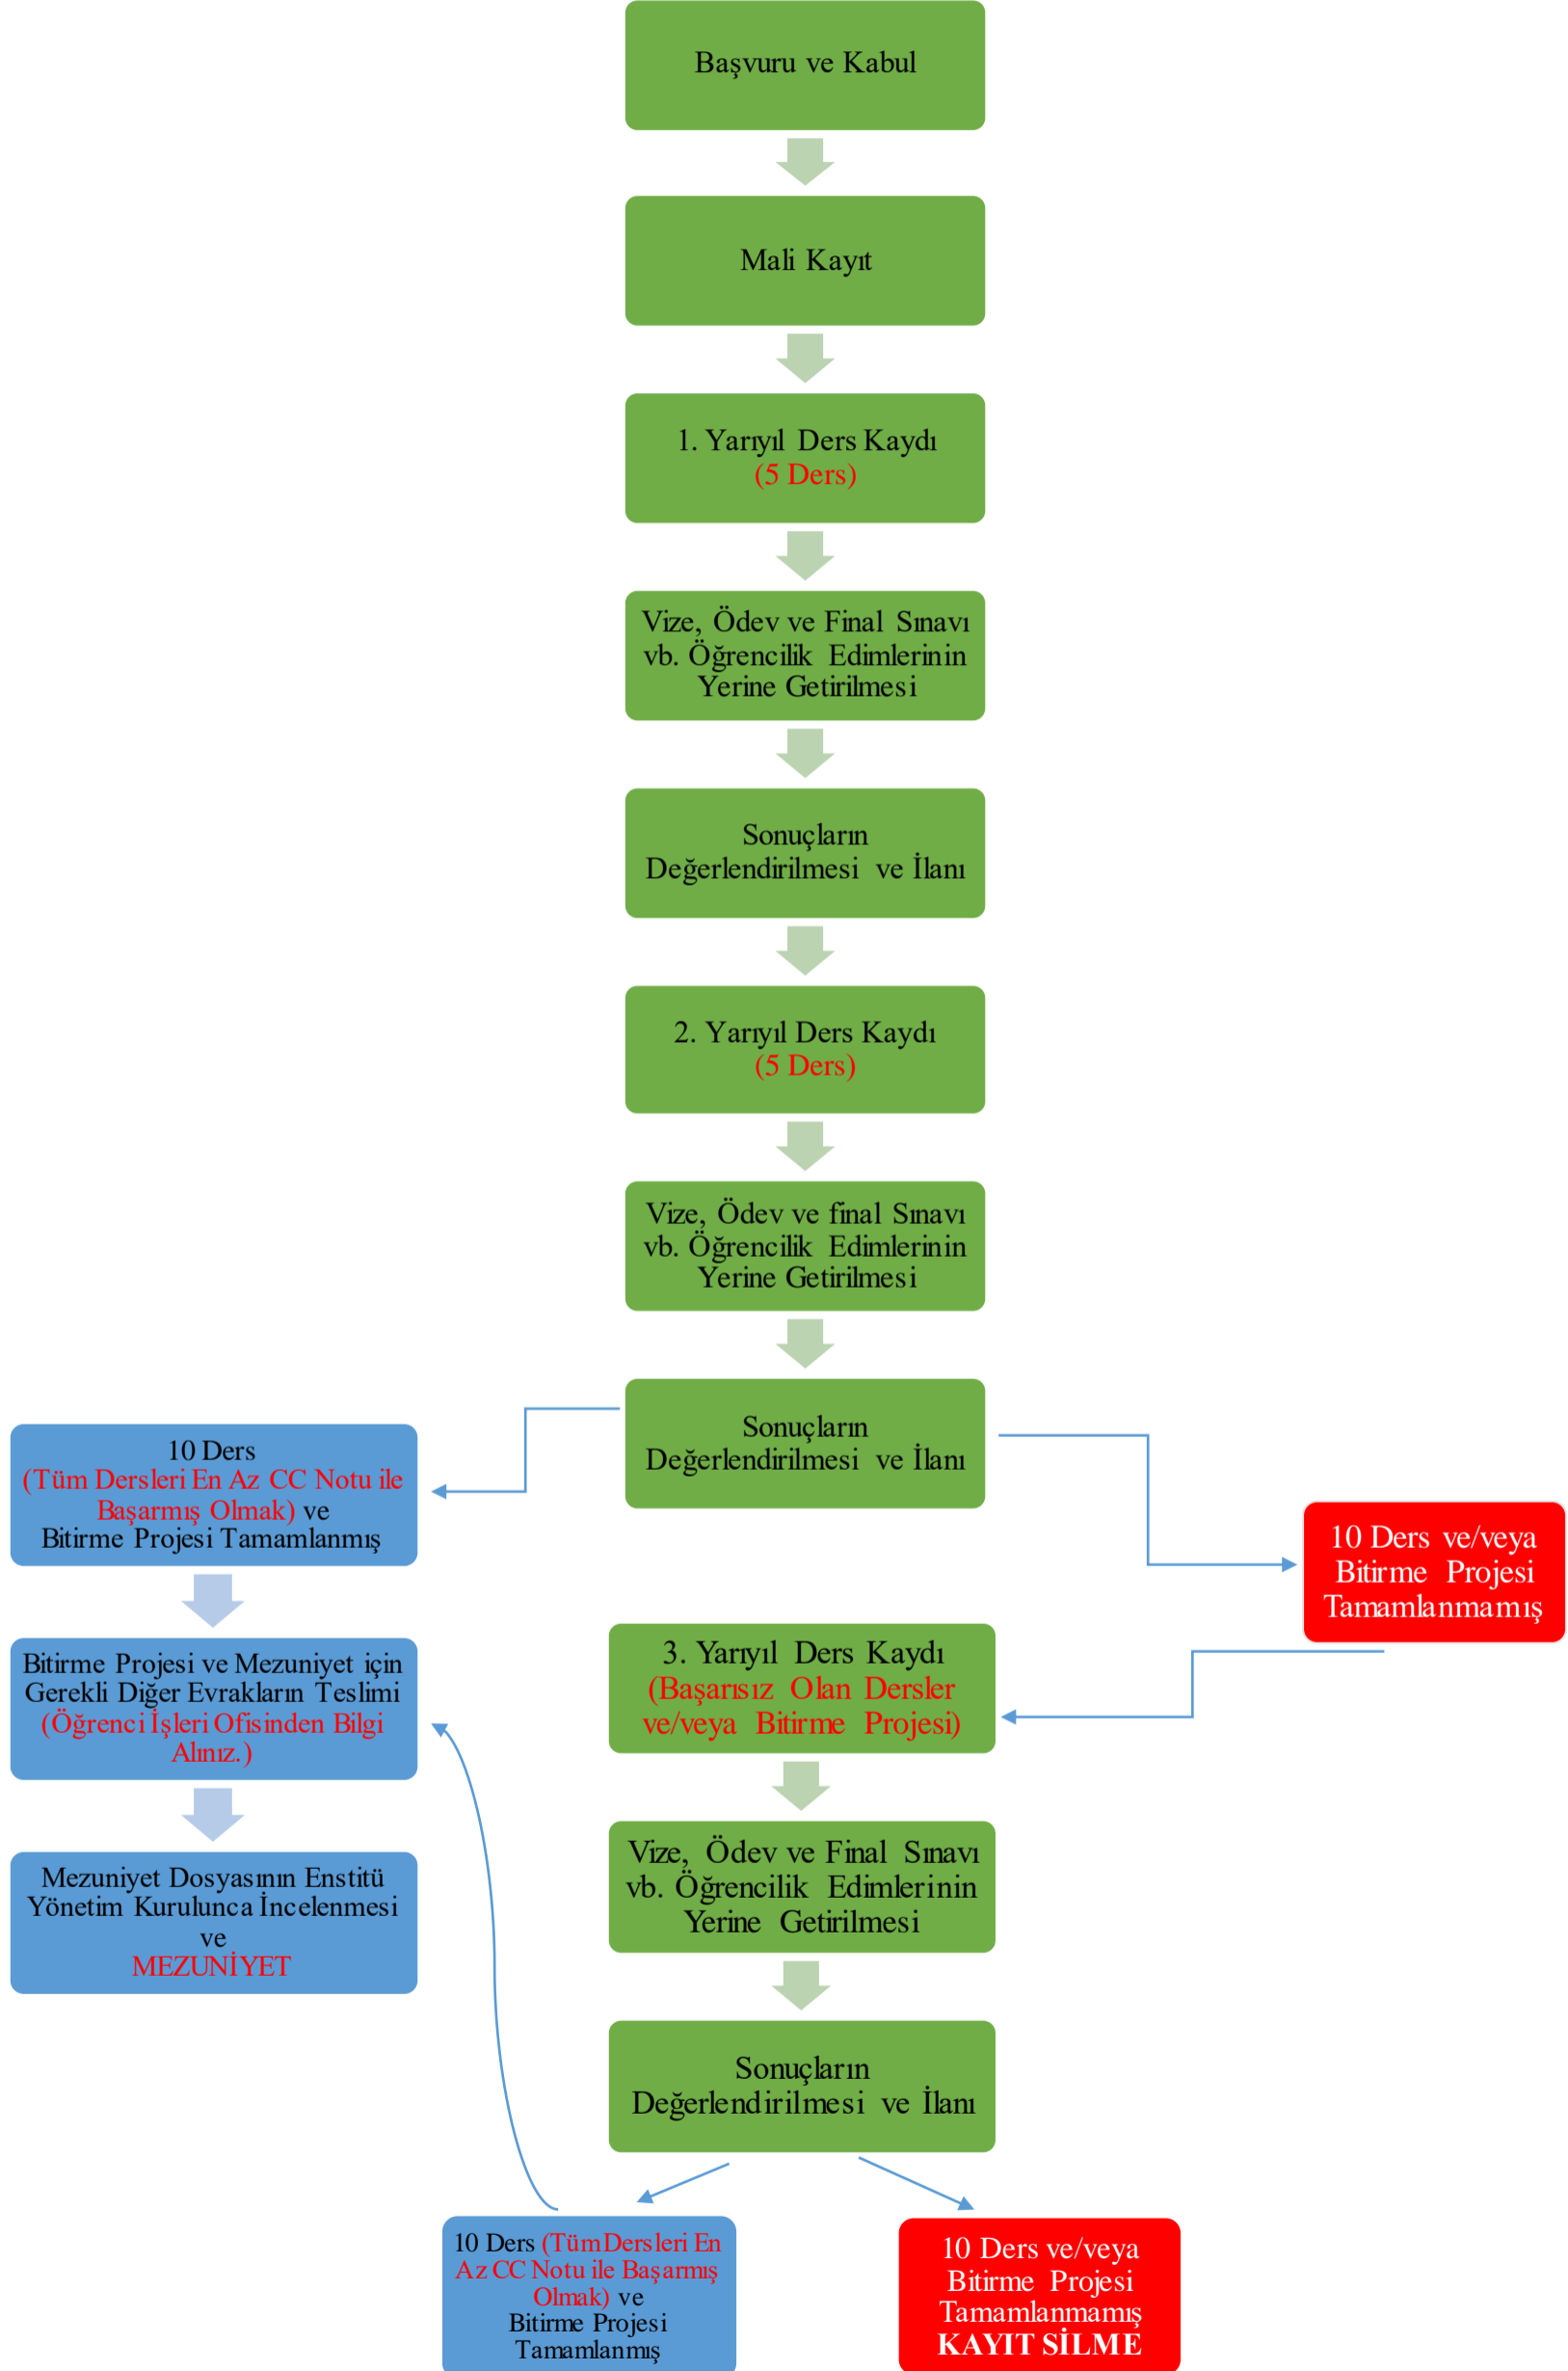 Başvuru ve Kabul
Mali Kayıt
1. Yarıyıl Ders Kaydı
(5 Ders)
Vize, Ödev ve Final Sınavı
vb. Öğrencilik Edimlerinin
Yerine Getirilmesi
Sonuçların
Değerlendirilmesi ve İlanı
2. Yarıyıl Ders Kaydı
(5 Ders)
Vize, Ödev ve final Sınavı
vb. Öğrencilik Edimlerinin
Yerine Getirilmesi
Sonuçların
Değerlendirilmesi ve İlanı
10 Ders
(Tüm Dersleri En Az CC Notu ile
Başarmış Olmak) ve
Bitirme Projesi Tamamlanmış
Bitirme Projesi ve Mezuniyet için
Gerekli Diğer Evrakların Teslimi
(Öğrenci İşleri Ofisinden Bilgi
Alınız.)
Mezuniyet Dosyasının Enstitü
Yönetim Kurulunca İncelenmesi
ve
MEZUNİYET
10 Ders ve/veya
Bitirme Projesi
Tamamlanmamış
3. Yarıyıl Ders Kaydı
(Başarısız Olan Dersler
ve/veya Bitirme Projesi)
Vize, Ödev ve Final Sınavı
vb. Öğrencilik Edimlerinin
Yerine Getirilmesi
Sonuçların
Değerlendirilmesi ve İlanı
10 Ders (Tüm Dersleri En
Az CC Notu ile Başarmış
Olmak) ve
Bitirme Projesi
Tamamlanmış
10 Ders ve/veya
Bitirme Projesi
Tamamlanmamış
KAYIT SİLME